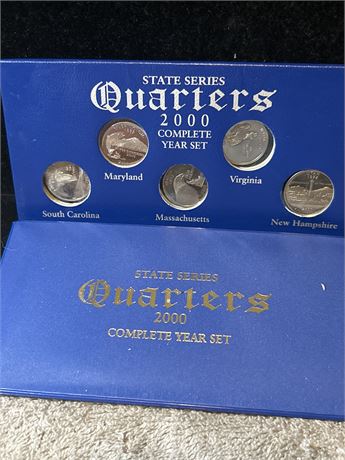 STATE SERIES
Quarters
2000
COMPLETE
YEAR SET
Maryland
Virginia
South Carolina
Massachusetts
New Hampshire
STATE SERIES
Quarters
2000
COMPLETE YEAR SET